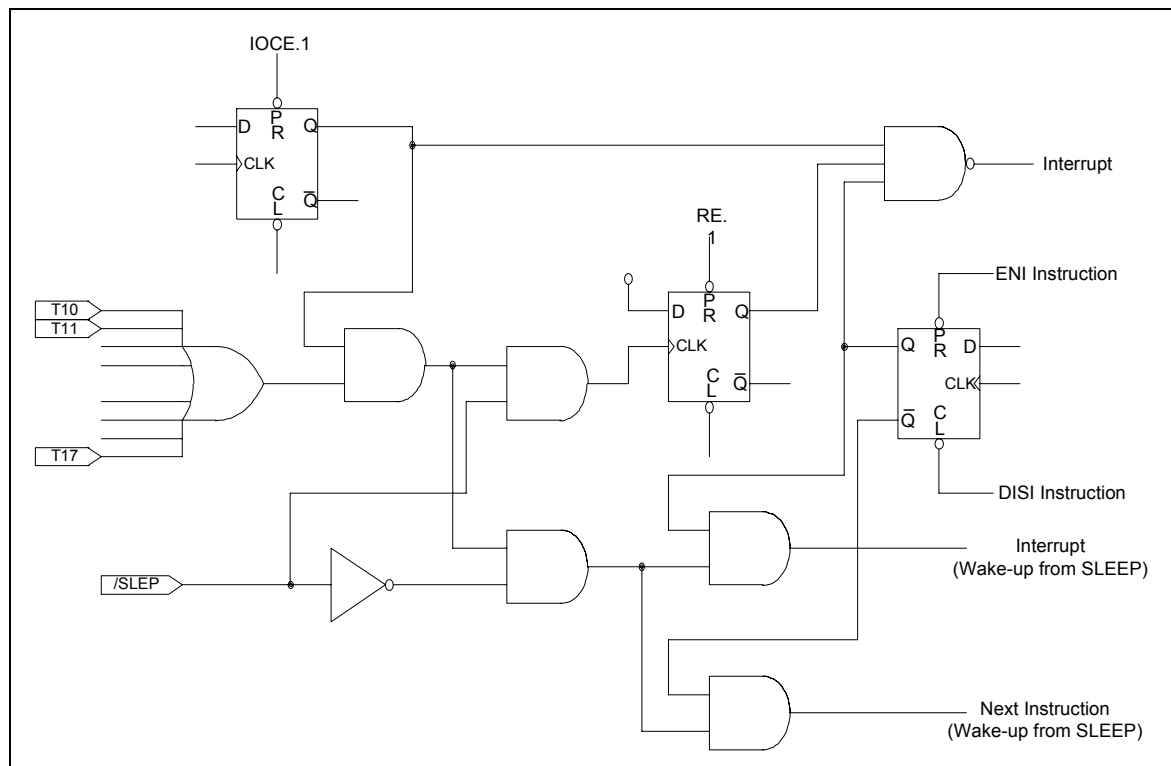 IOCE.1
D
PR
Q
CLK
CL
Q̅
Interrupt
RE.
1
ENI Instruction
T10
T11
D
PR
Q
CLK
CL
Q̅
Q
PR
D
CLK
Q̅
CL
T17
DISI Instruction
Interrupt
(Wake-up from SLEEP)
/SLEP
Next Instruction
(Wake-up from SLEEP)